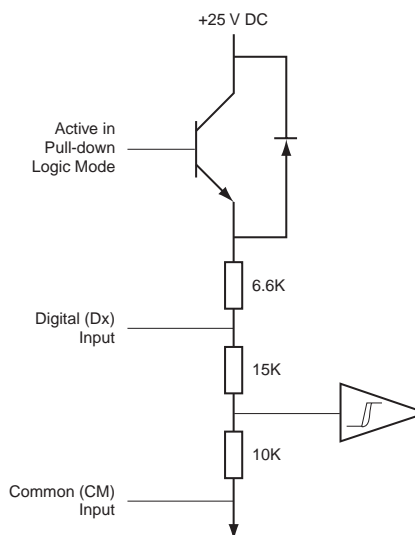 +25 V DC
Active in
Pull-down
Logic Mode
6.6K
Digital (Dx)
Input
15K
10K
Common (CM)
Input